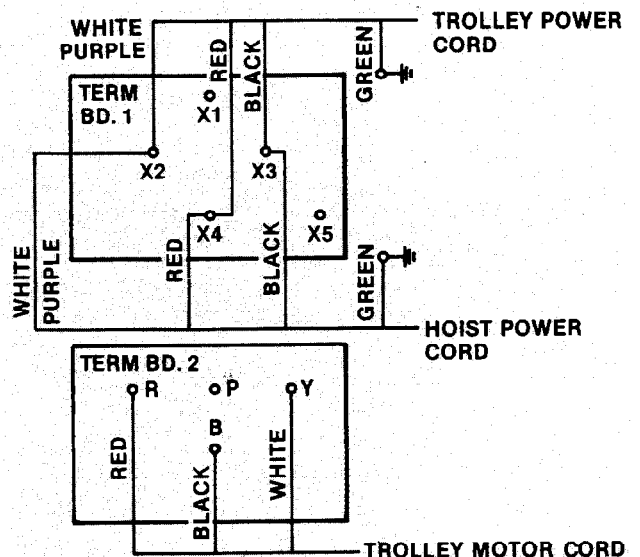 WHITE
PURPLE
RED
BLACK
GREEN
TROLLEY POWER
CORD
TERM
BD. 1
X1
X2
X3
X4
X5
WHITE
PURPLE
RED
BLACK
GREEN
HOIST POWER
CORD
TERM BD. 2
R
P
Y
B
RED
BLACK
WHITE
TROLLEY MOTOR CORD